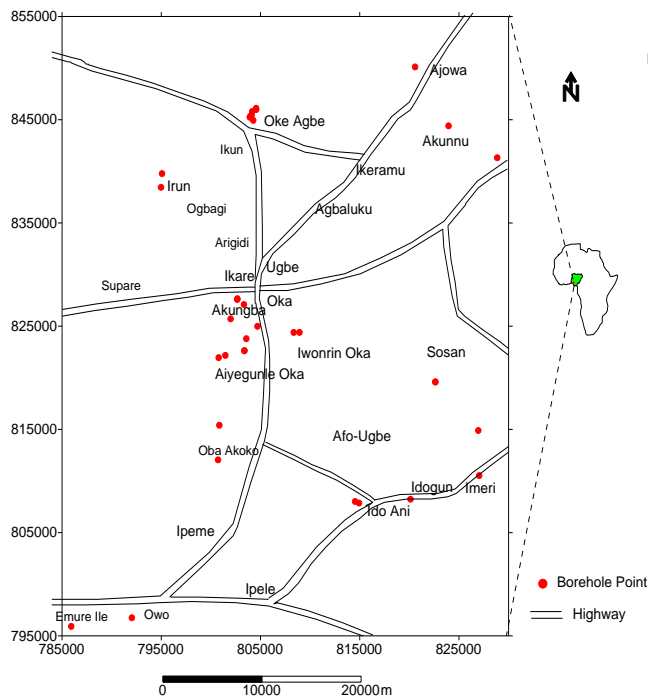 855000
Ajowa
N
845000
Oke Agbe
Akunnu
Ikun
Ikeramu
Irun
Ogbagi
Agbaluku
835000
Arigidi
Ugbe
Ikare
Supare
Oka
Akungba
825000
Iwonrin Oka
Sosan
Aiyegunle Oka
815000
Afo-Ugbe
Oba Akoko
Idogun
Imeri
Ido Ani
Ipeme
805000
Borehole Point
Ipele
Highway
Emure Ile
Owo
795000
785000 795000 805000 815000 825000
0 10000 20000m